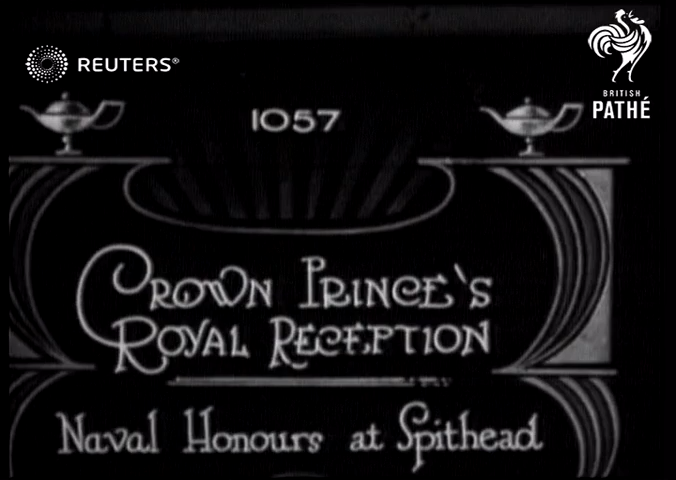 REUTERS®
BRITISH
PATHÉ
1057
CROWN PRINCE'S
ROYAL RECEPTION
Naval Honours at Spithead